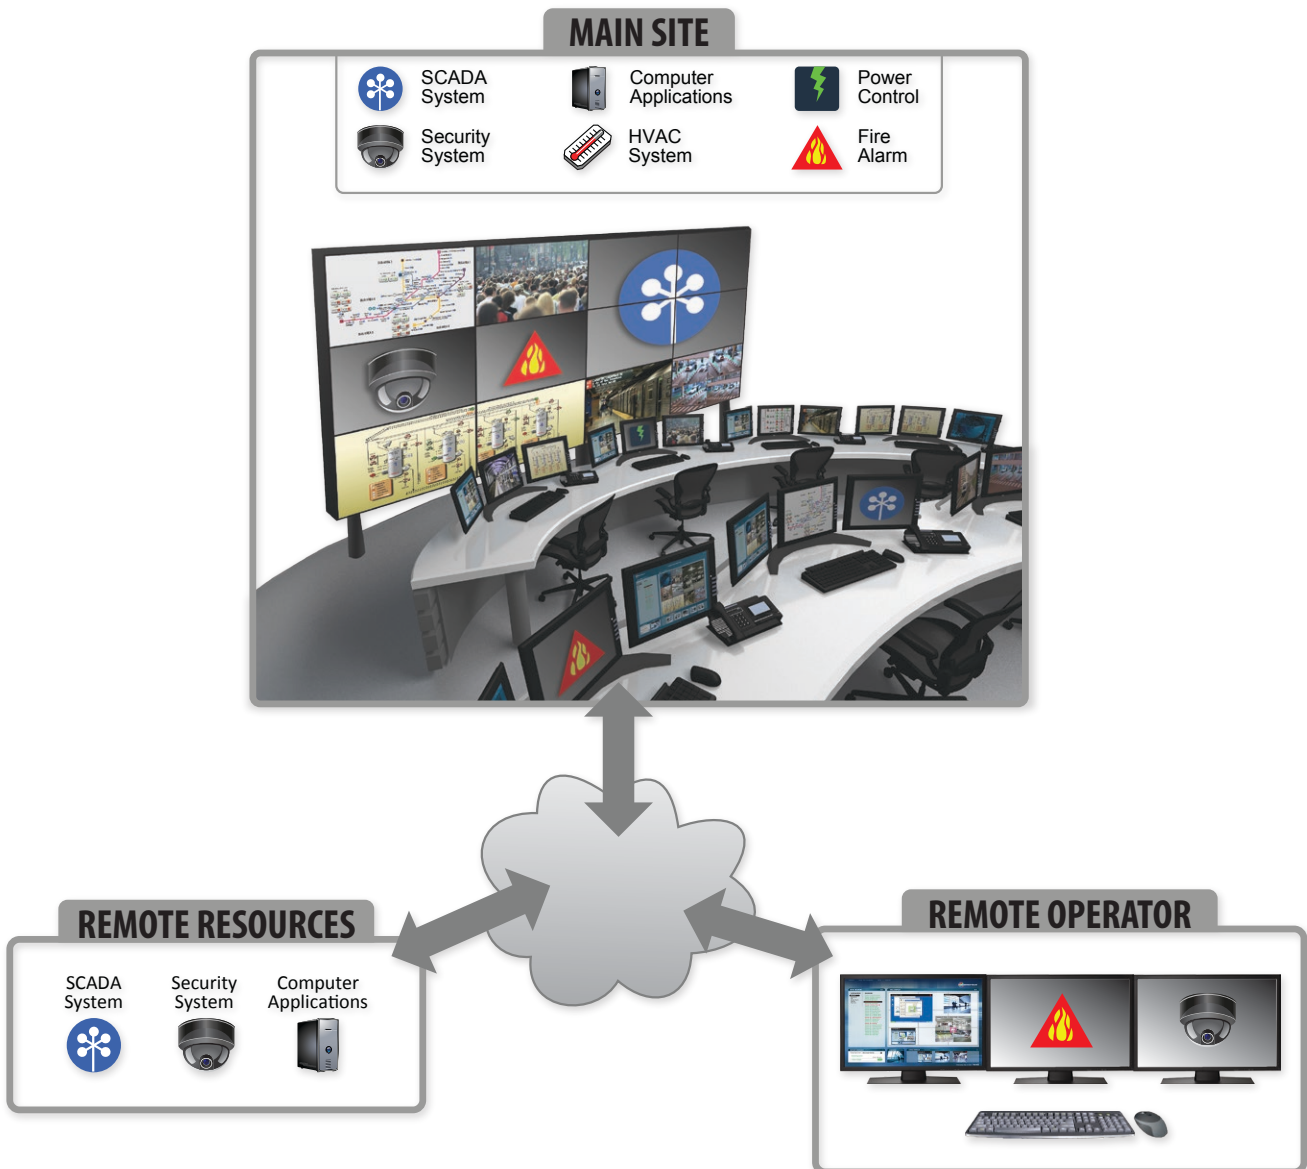 MAIN SITE
SCADA
System
Computer
Applications
Power
Control
Security
System
HVAC
System
Fire
Alarm
REMOTE RESOURCES
SCADA
System
Security
System
Computer
Applications
REMOTE OPERATOR